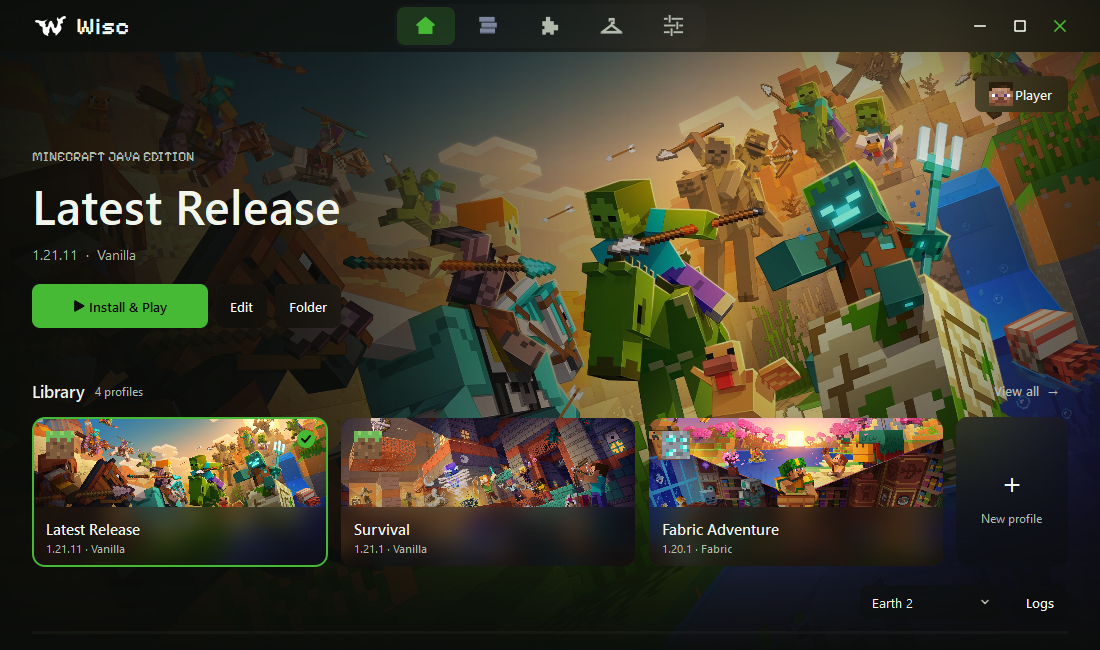 Wiso
Player
MINECRAFT JAVA EDITION
Latest Release
1.21.11 · Vanilla
Install & Play
Edit
Folder
Library
4 profiles
View all →
Latest Release
1.21.11 · Vanilla
Survival
1.21.1 · Vanilla
Fabric Adventure
1.20.1 · Fabric
+
New profile
Earth 2
Logs